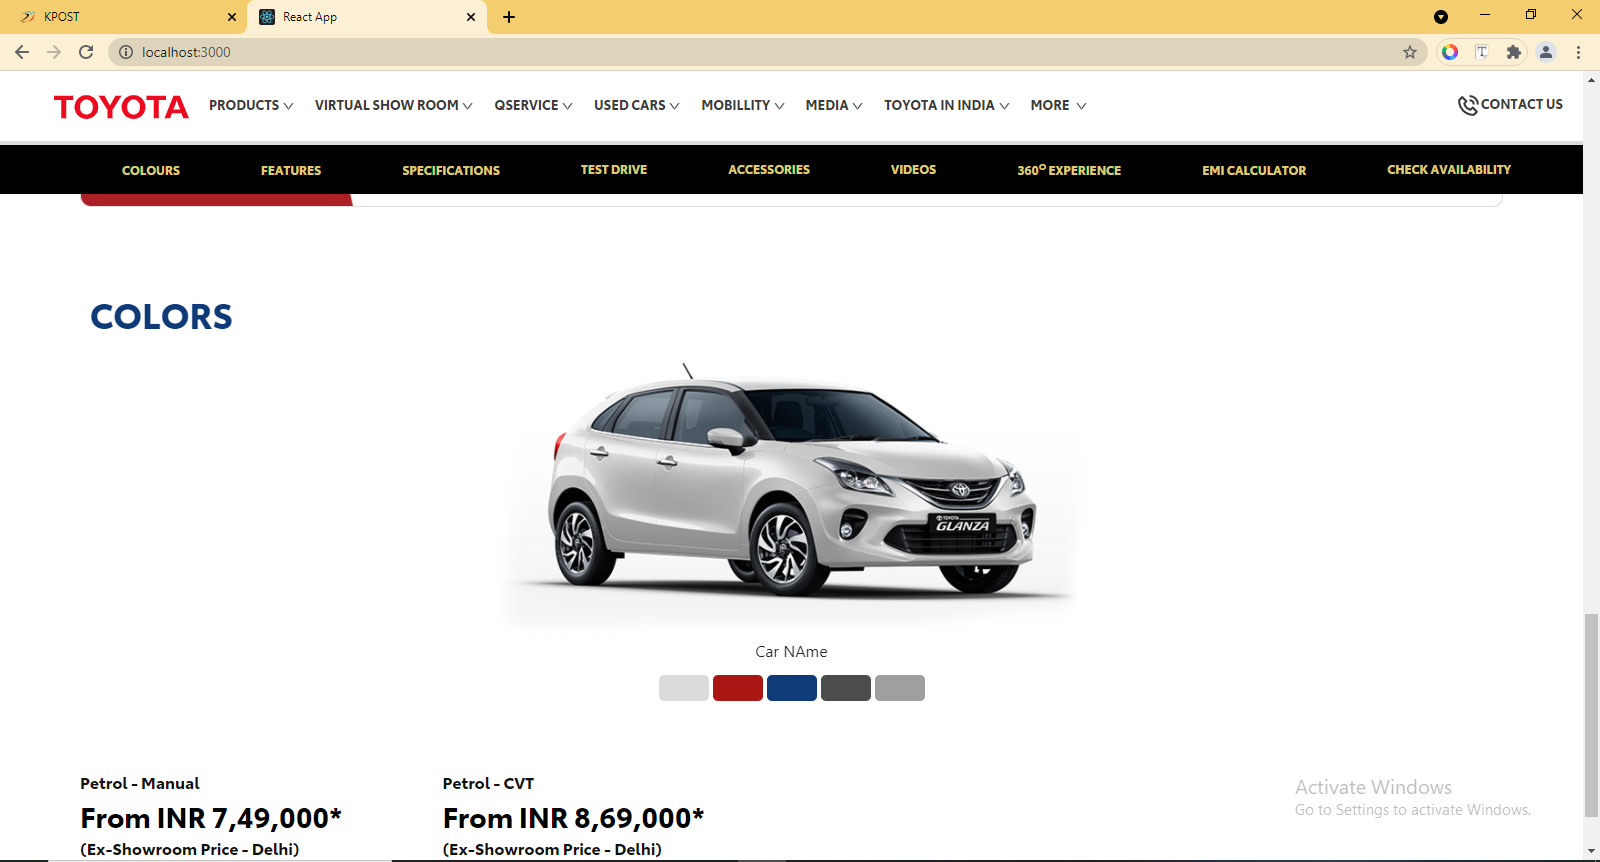 KPOST
React App
localhost:3000
TOYOTA PRODUCTS VIRTUAL SHOW ROOM QSERVICE USED CARS MOBILLITY MEDIA TOYOTA IN INDIA MORE CONTACT US
COLOURS FEATURES SPECIFICATIONS TEST DRIVE ACCESSORIES VIDEOS 360O EXPERIENCE EMI CALCULATOR CHECK AVAILABILITY
COLORS
TOYOTA
GLANZA
Car NAme
Petrol - Manual
From INR 7,49,000*
(Ex-Showroom Price - Delhi)
Petrol - CVT
From INR 8,69,000*
(Ex-Showroom Price - Delhi)
Activate Windows
Go to Settings to activate Windows.